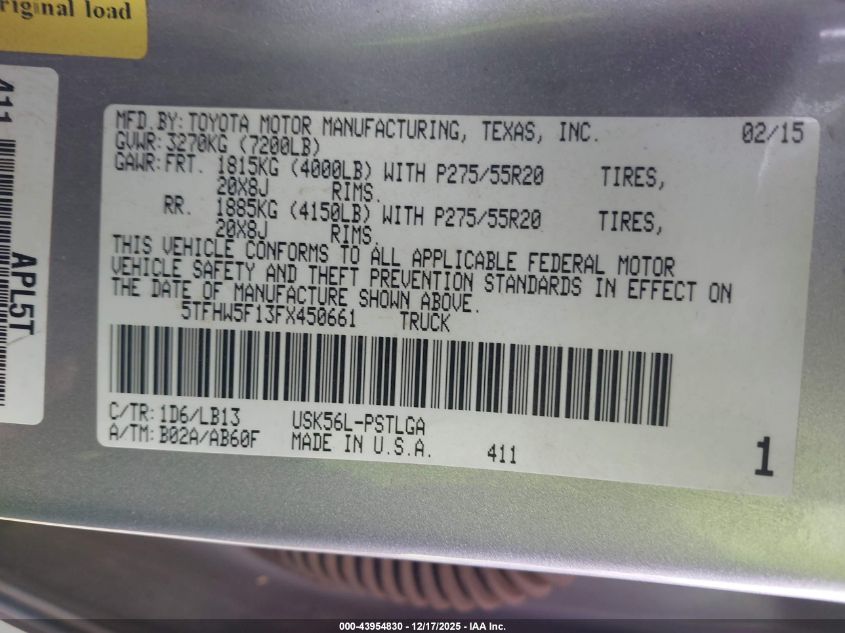 riginal load
411
APL5T
MFD.BY: TOYOTA MOTOR MANUFACTURING, TEXAS, INC. 02/15
GVWR: 3270KG (7200LB)
GAWR: FRT. 1815KG (4000LB) WITH P275/55R20 TIRES,
20X8J RIMS.
RR. 1885KG (4150LB) WITH P275/55R20 TIRES,
20X8J RIMS.
THIS VEHICLE CONFORMS TO ALL APPLICABLE FEDERAL MOTOR
VEHICLE SAFETY AND THEFT PREVENTION STANDARDS IN EFFECT ON
THE DATE OF MANUFACTURE SHOWN ABOVE.
5TFHW5F13FX450661 TRUCK
C/TR: 1D6/LB13 USK56L-PSTLGA
A/TM: B02A/AB60F MADE IN U.S.A. 411
1
000-43954830 - 12/17/2025 - IAA Inc.